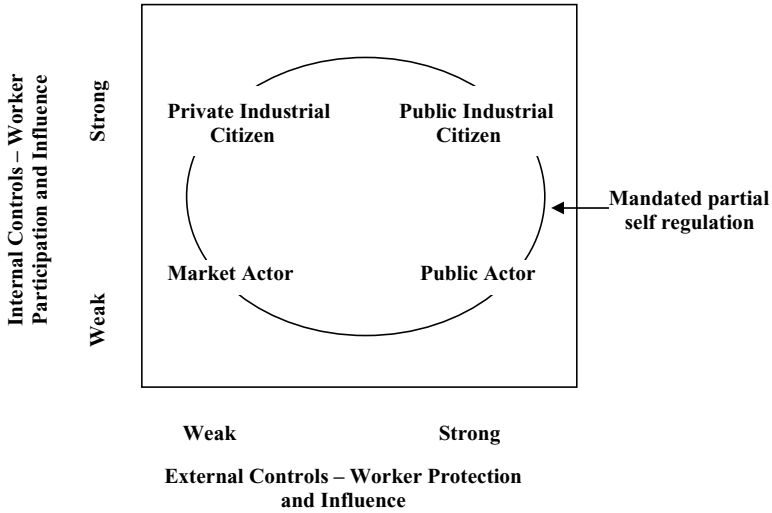 Internal Controls – Worker
Participation and Influence
Strong
Weak
Private Industrial
Citizen
Public Industrial
Citizen
Mandated partial
self regulation
Market Actor
Public Actor
Weak
Strong
External Controls – Worker Protection
and Influence